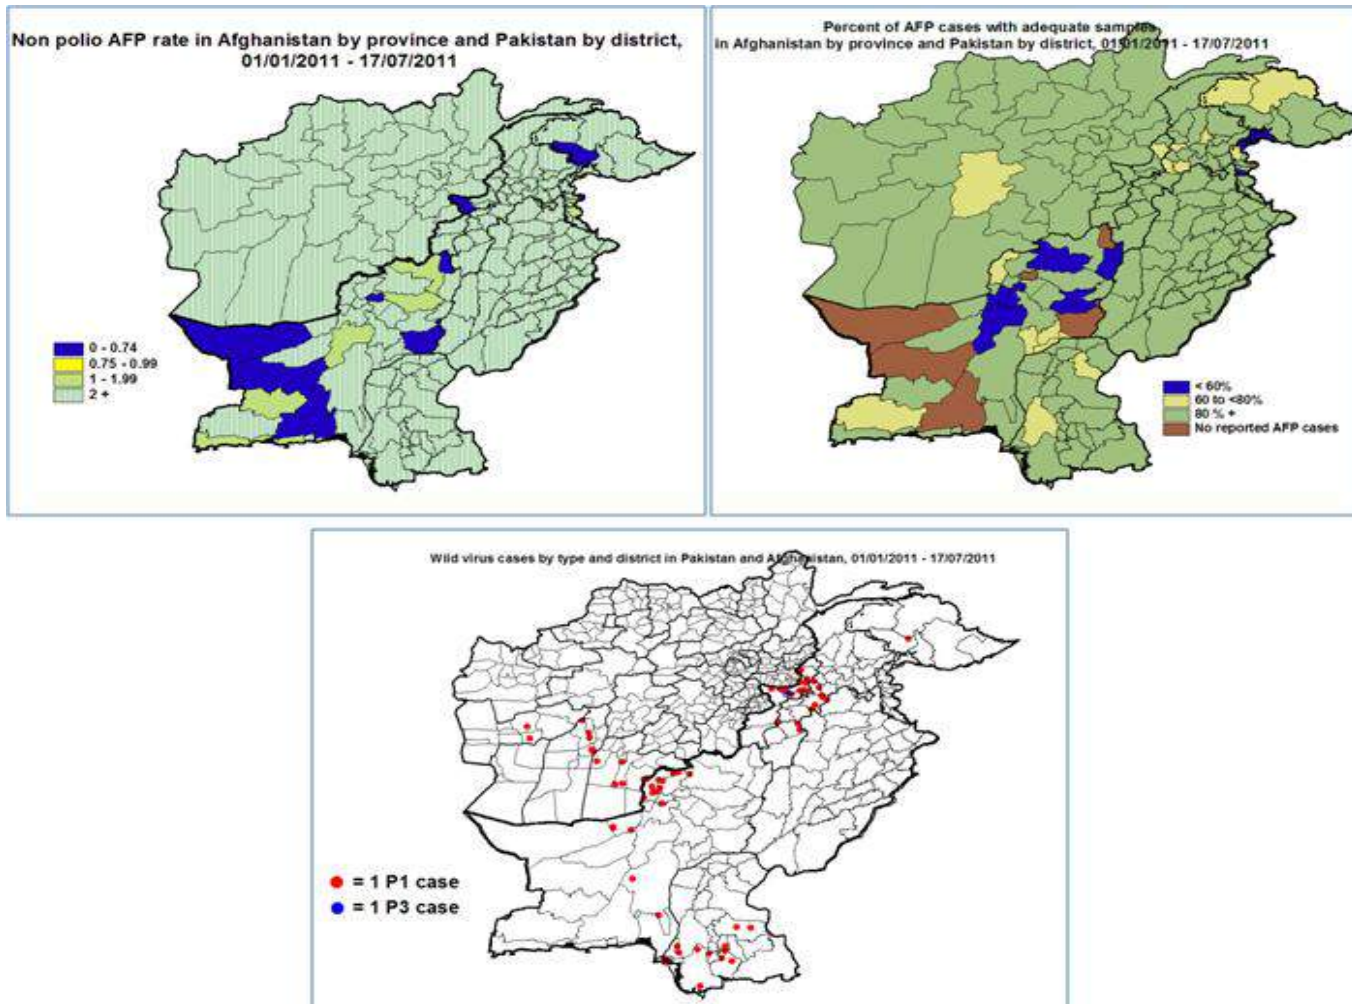 Non polio AFP rate in Afghanistan by province and Pakistan by district,
01/01/2011 - 17/07/2011
0 - 0.74
0.75 - 0.99
1 - 1.99
2 +
Percent of AFP cases with adequate samples
in Afghanistan by province and Pakistan by district, 01/01/2011 - 17/07/2011
< 60%
60 to <80%
80 % +
No reported AFP cases
Wild virus cases by type and district in Pakistan and Afghanistan, 01/01/2011 - 17/07/2011
= 1 P1 case
= 1 P3 case